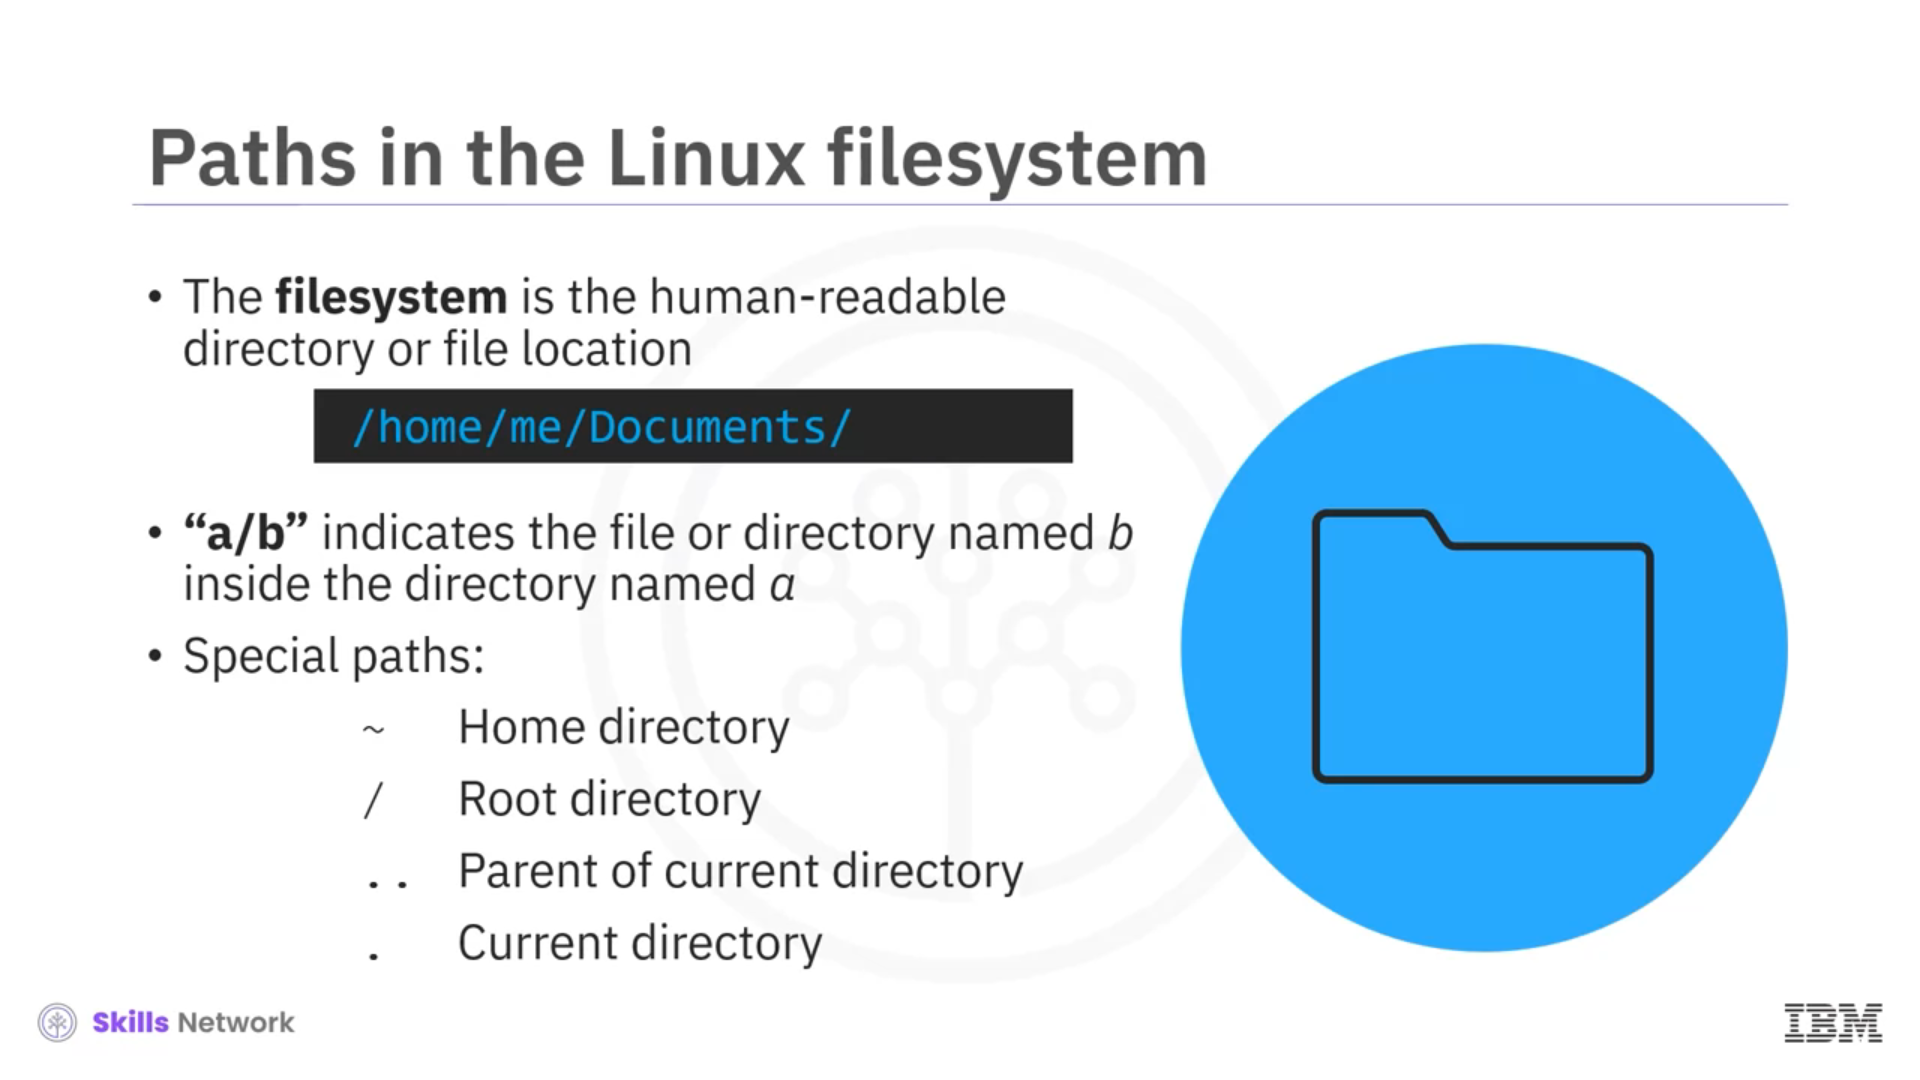 Paths in the Linux filesystem
• The filesystem is the human-readable
directory or file location
/home/me/Documents/
• “a/b” indicates the file or directory named b
inside the directory named a
• Special paths:
~ Home directory
/ Root directory
.. Parent of current directory
. Current directory
Skills Network
IBM